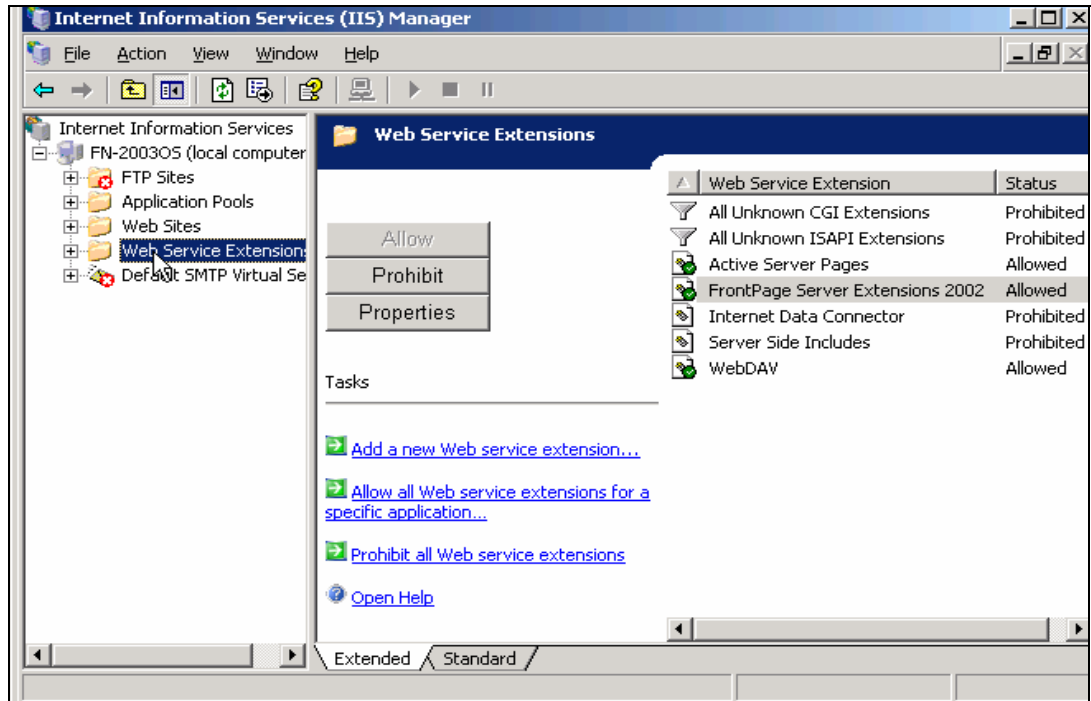 Internet Information Services (IIS) Manager
File Action View Window Help
Internet Information Services
FN-2003OS (local computer
FTP Sites
Application Pools
Web Sites
Web Service Extension
Default SMTP Virtual Se
Web Service Extensions
Allow
Prohibit
Properties
Tasks
Add a new Web service extension...
Allow all Web service extensions for a
specific application...
Prohibit all Web service extensions
Open Help
Web Service Extension Status
All Unknown CGI Extensions Prohibited
All Unknown ISAPI Extensions Prohibited
Active Server Pages Allowed
FrontPage Server Extensions 2002 Allowed
Internet Data Connector Prohibited
Server Side Includes Prohibited
WebDAV Allowed
Extended Standard